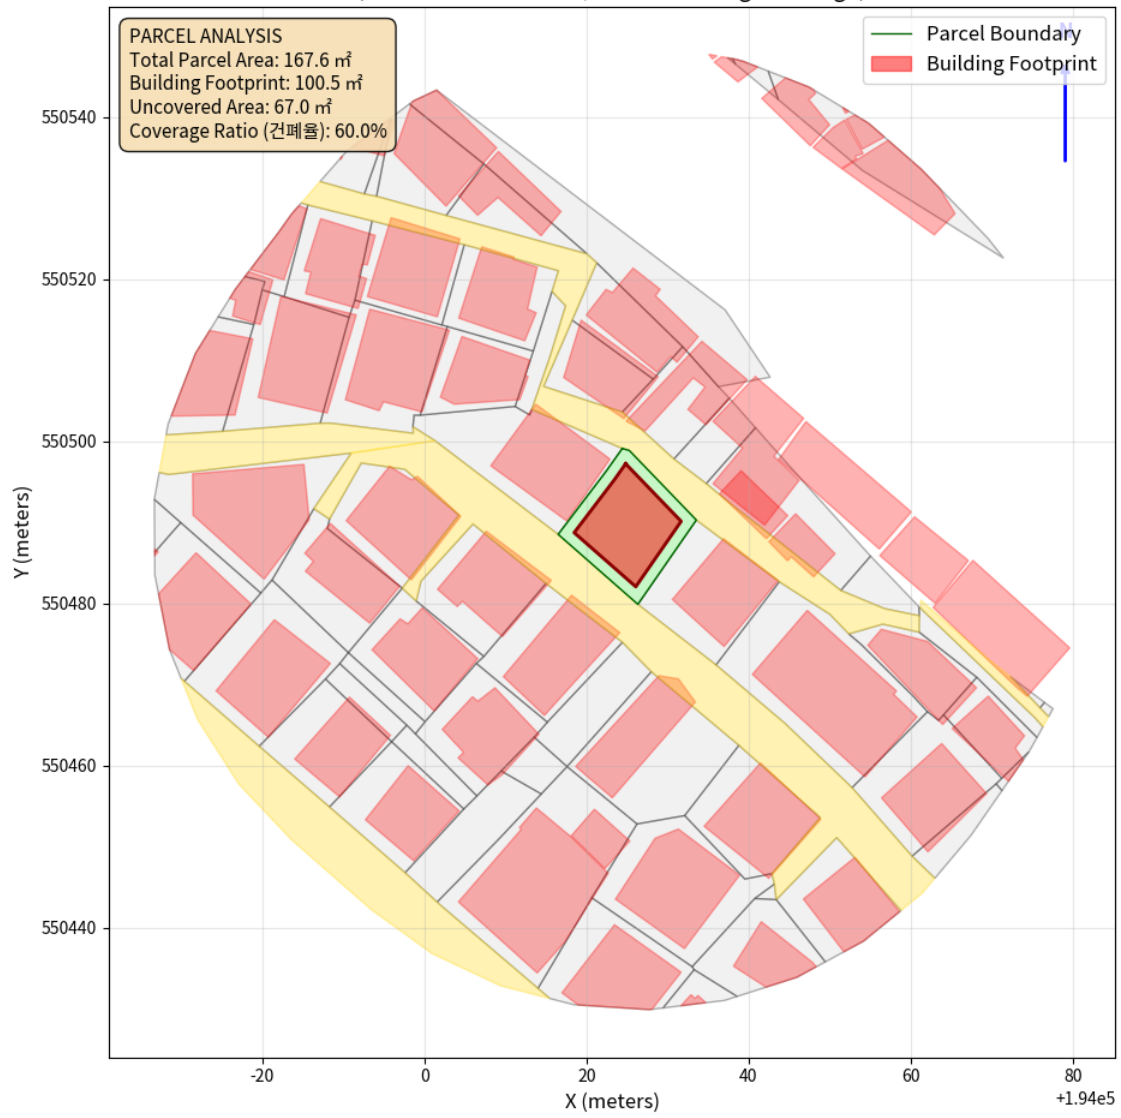 PARCEL ANALYSIS
Total Parcel Area: 167.6 ㎡
Building Footprint: 100.5 ㎡
Uncovered Area: 67.0 ㎡
Coverage Ratio (건폐율): 60.0%
N
Parcel Boundary
Building Footprint
550540
550520
550500
550480
550460
550440
Y (meters)
-20
0
20
40
60
80
+1.94e5
X (meters)